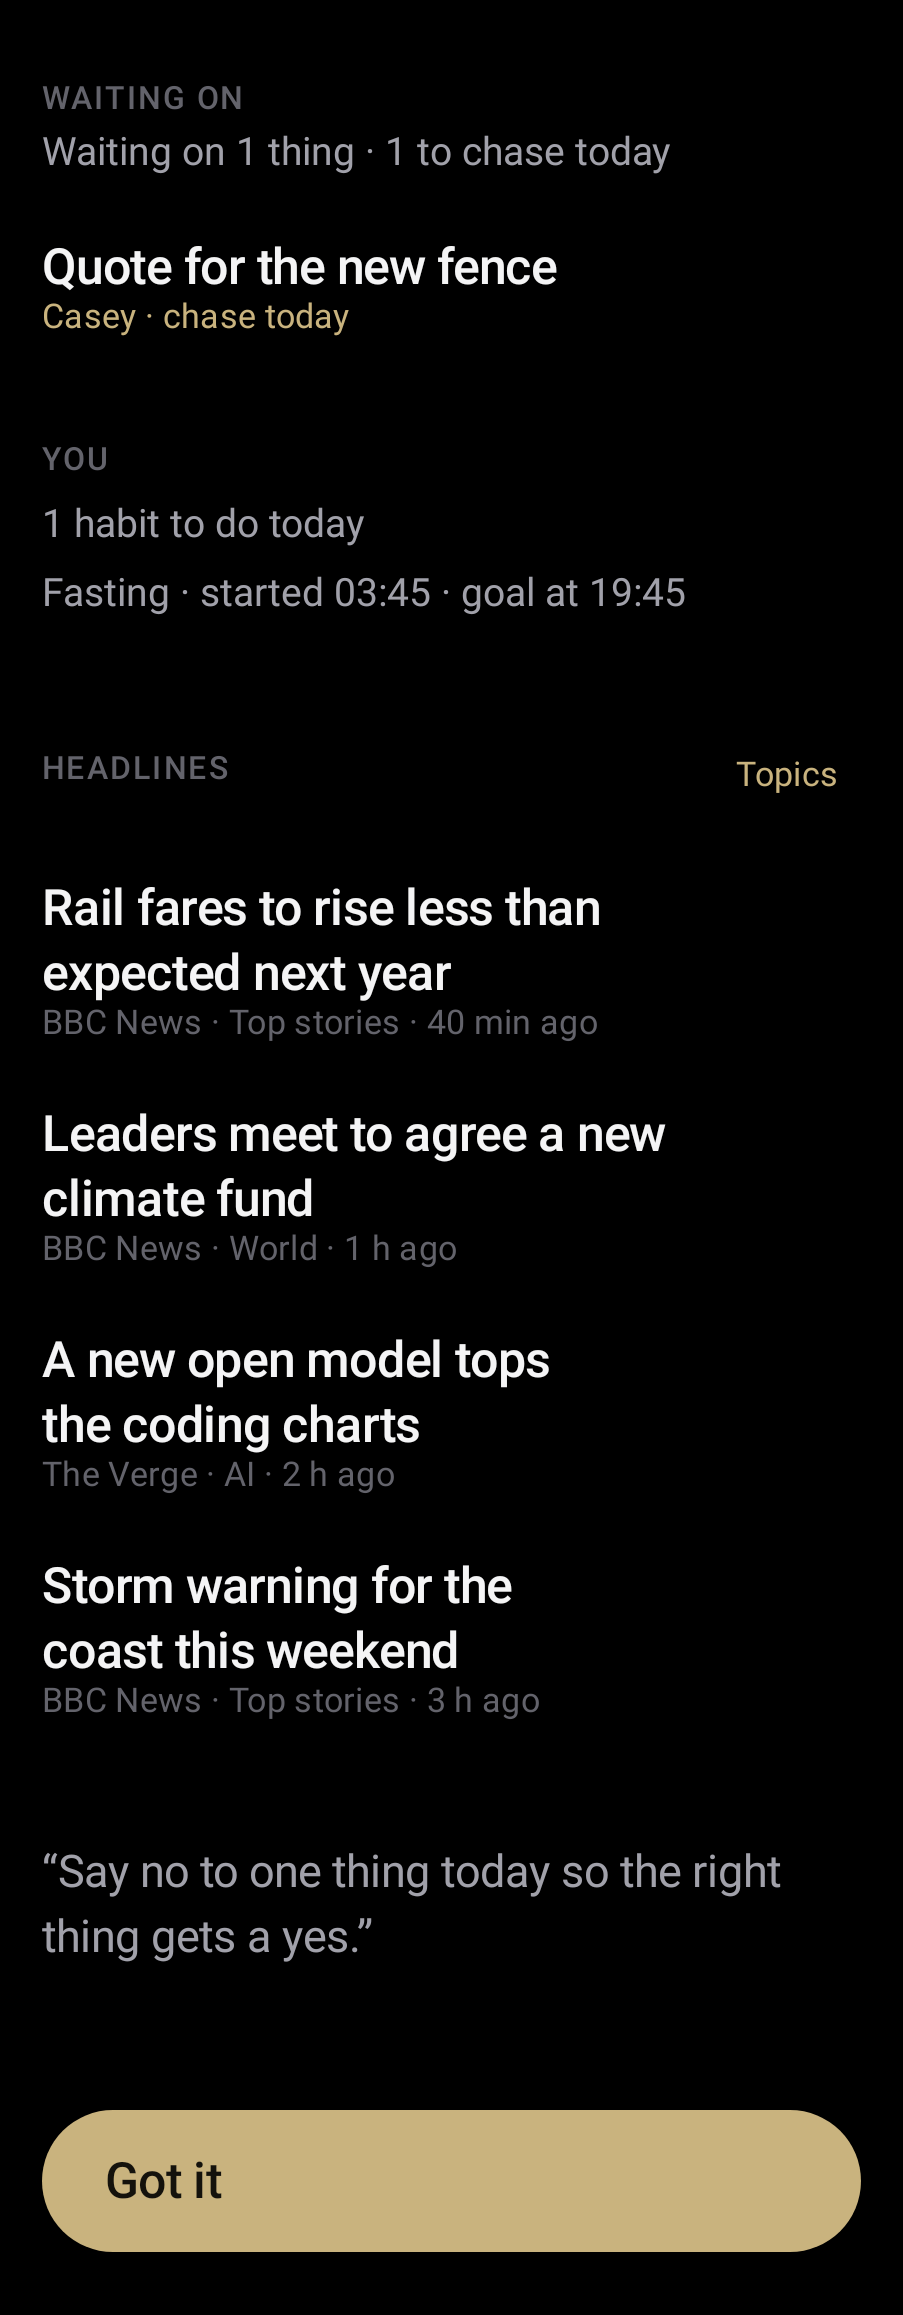 WAITING ON
Waiting on 1 thing · 1 to chase today
Quote for the new fence
Casey · chase today
YOU
1 habit to do today
Fasting · started 03:45 · goal at 19:45
HEADLINES
Topics
Rail fares to rise less than
expected next year
BBC News · Top stories · 40 min ago
Leaders meet to agree a new
climate fund
BBC News · World · 1 h ago
A new open model tops
the coding charts
The Verge · AI · 2 h ago
Storm warning for the
coast this weekend
BBC News · Top stories · 3 h ago
“Say no to one thing today so the right
thing gets a yes.”
Got it